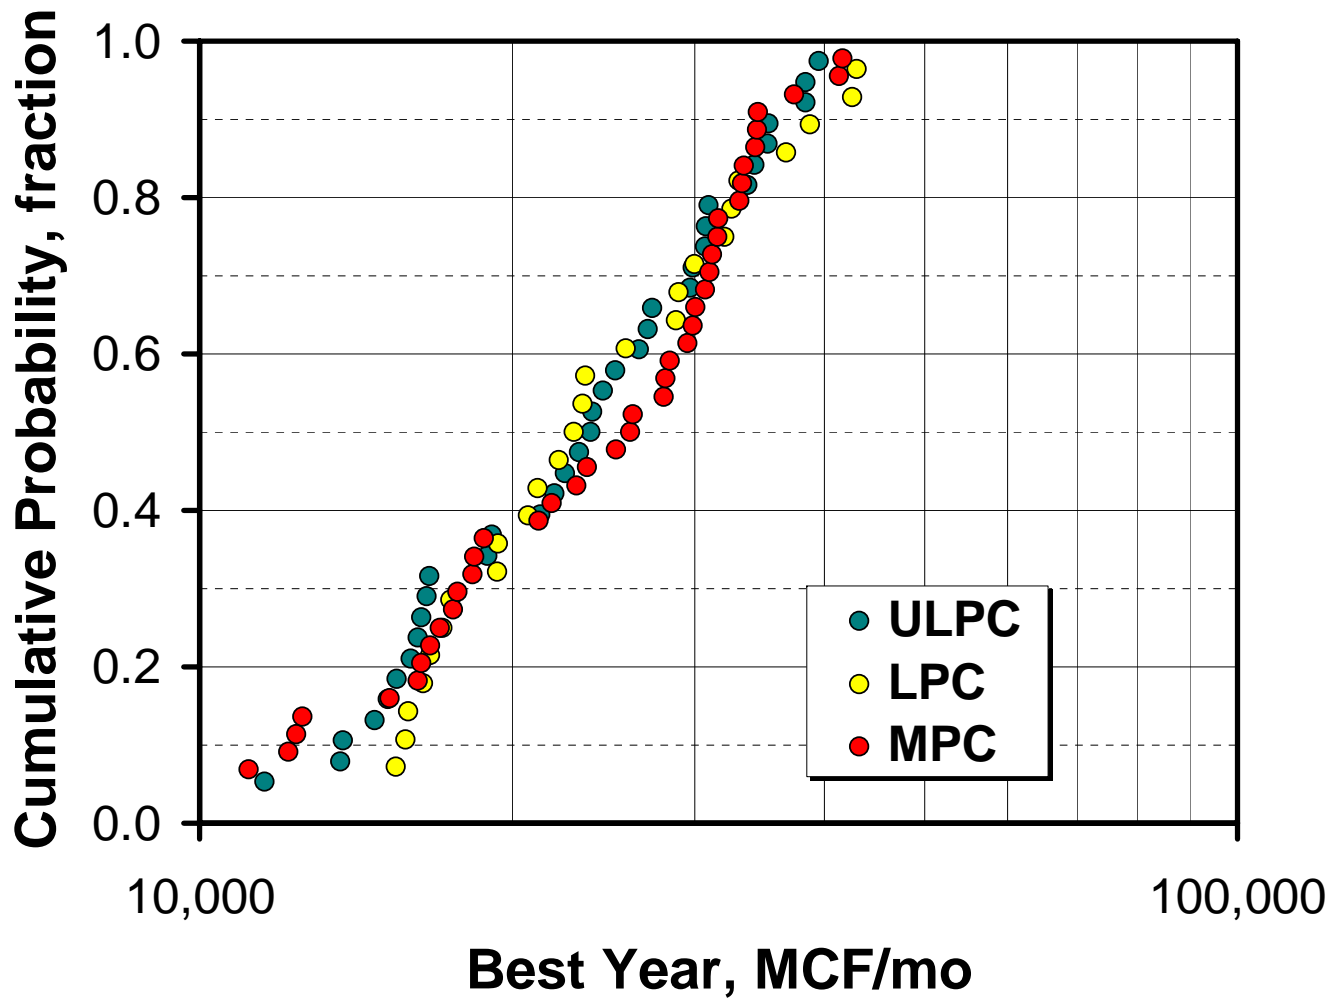 Cumulative Probability, fraction
1.0
0.8
0.6
0.4
0.2
0.0
ULPC
LPC
MPC
10,000
100,000
Best Year, MCF/mo